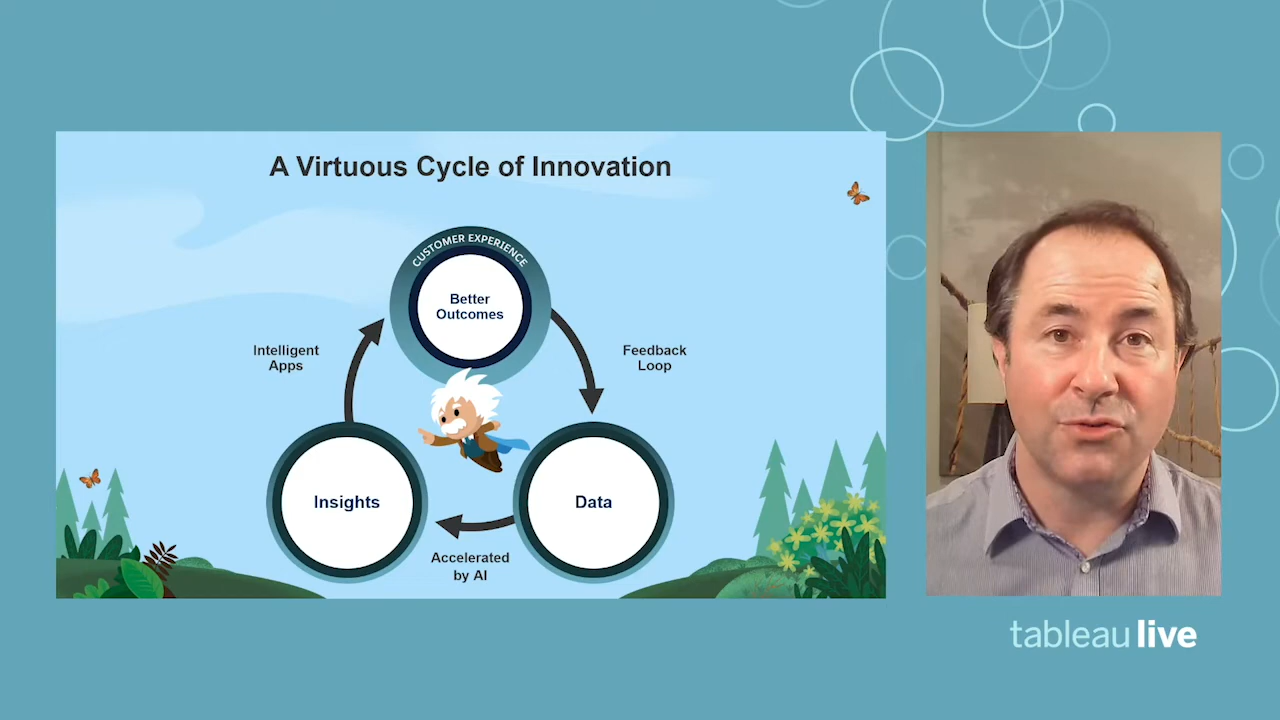 A Virtuous Cycle of Innovation
CUSTOMER EXPERIENCE
Better
Outcomes
Intelligent
Apps
Feedback
Loop
Insights
Data
Accelerated
by AI
tableau live